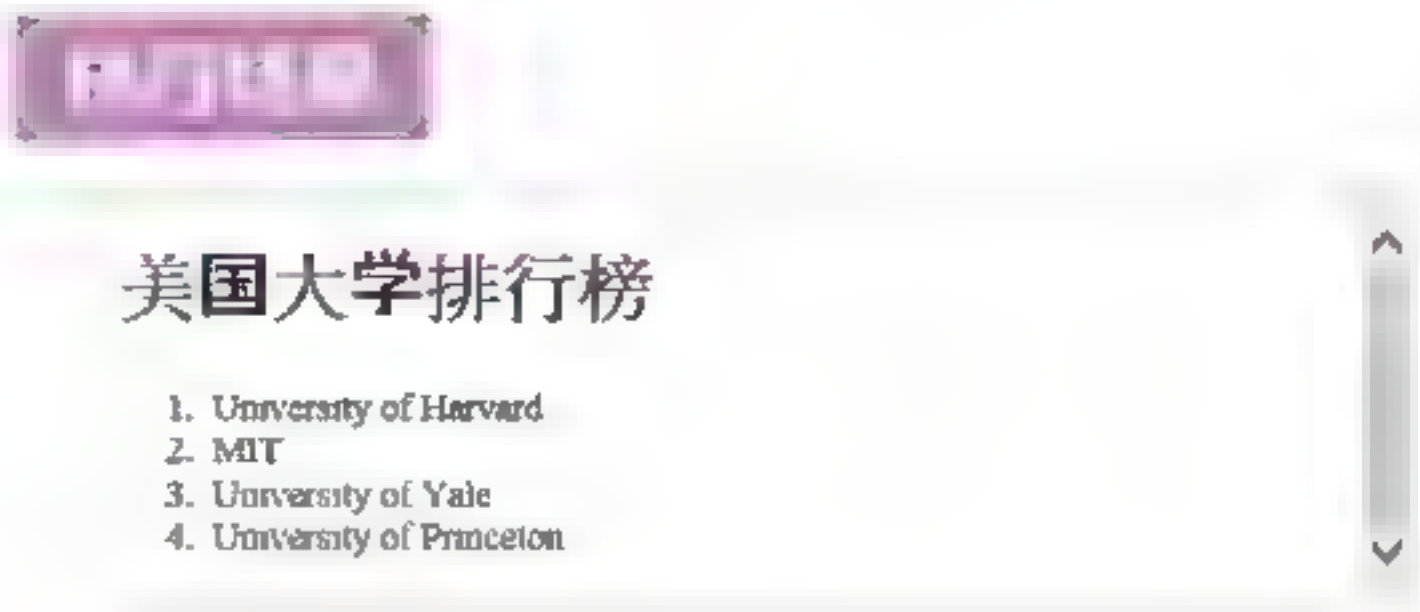 美国大学排行榜
1. University of Harvard
2. MIT
3. University of Yale
4. University of Princeton